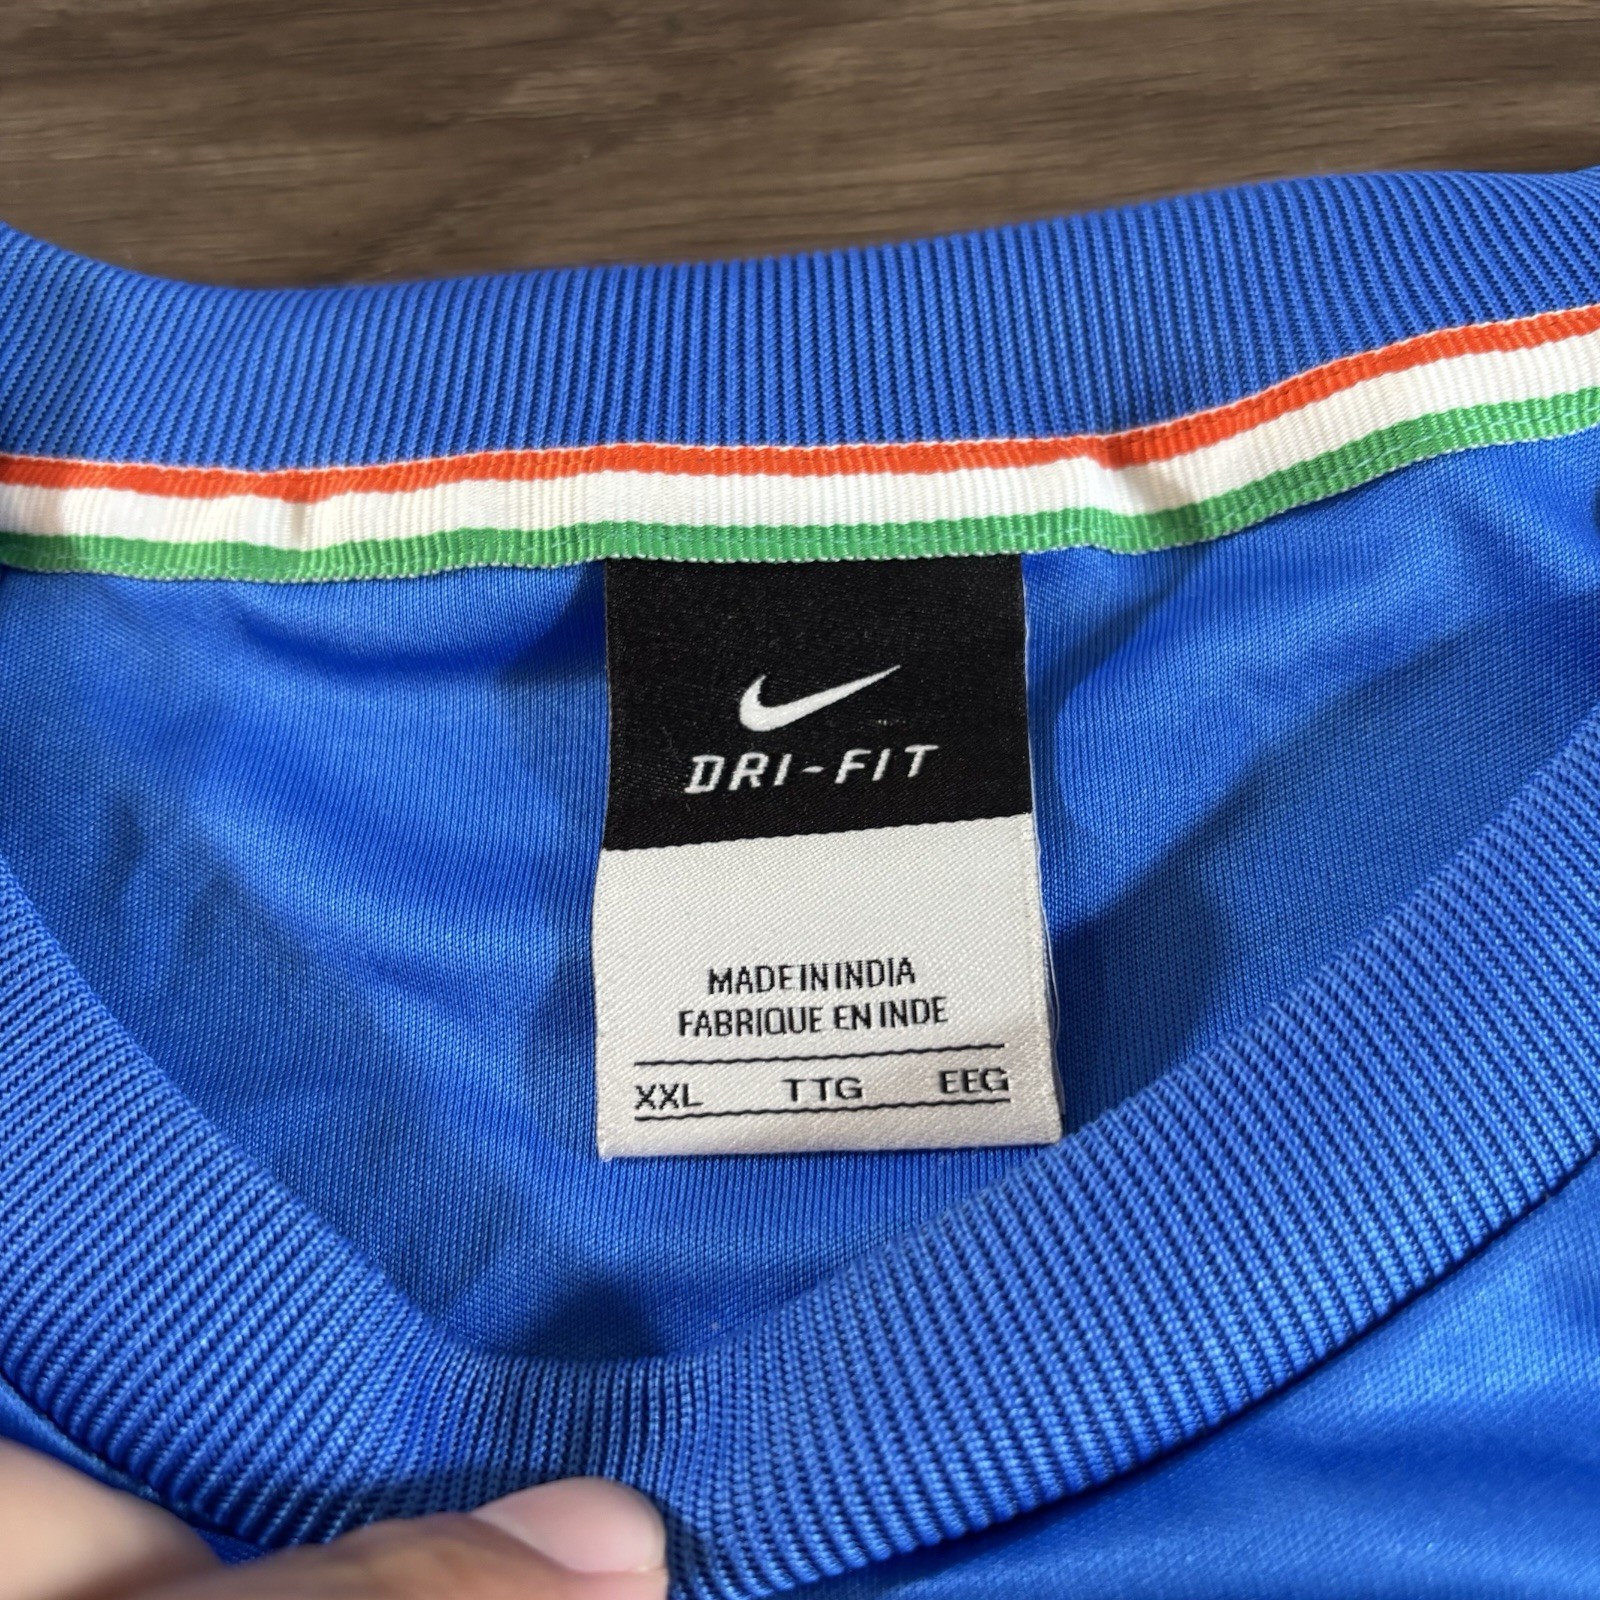 DRI-FIT
MADE IN INDIA
FABRIQUE EN INDE
XXL TTG EEG